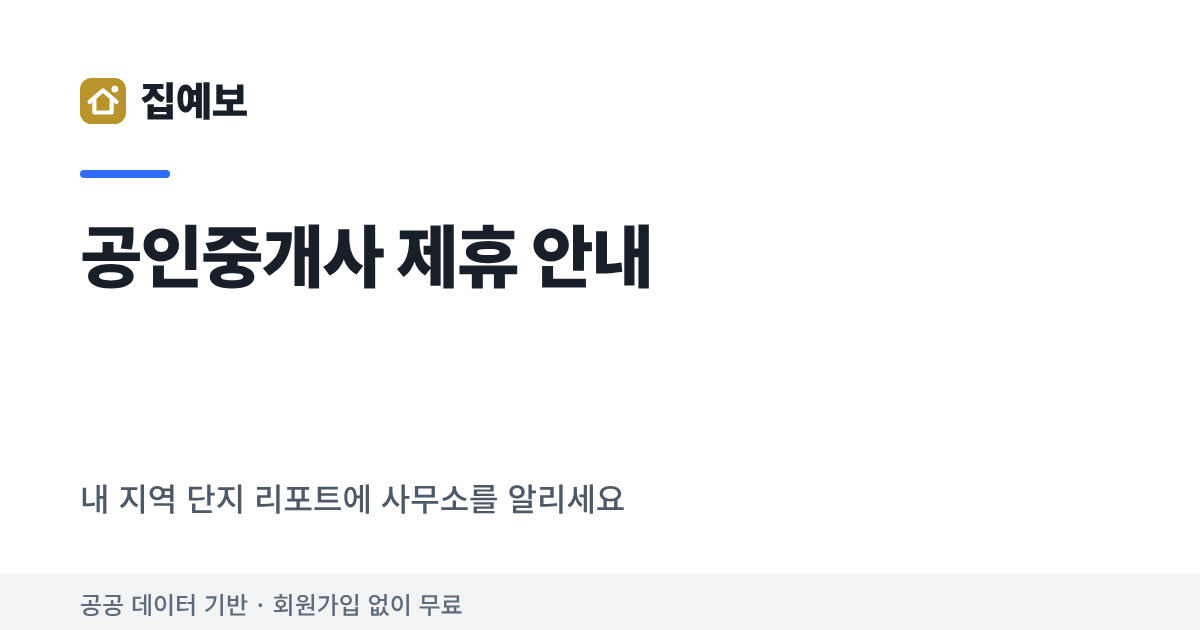 집예보
공인중개사 제휴 안내
내 지역 단지 리포트에 사무소를 알리세요
공공 데이터 기반 · 회원가입 없이 무료